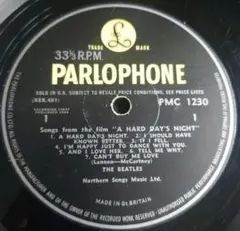 £
TRADE MARK
33⅓ R.P.M.
PARLOPHONE
SOLD IN U.K. SUBJECT TO RESALE PRICE CONDITIONS, SEE PRICE LISTS
(XEX.481)
PMC 1230
1 1
Songs from the film "A HARD DAY'S NIGHT"
1. A HARD DAY'S NIGHT. 2. I SHOULD HAVE
KNOWN BETTER. 3. IF I FELL.
4. I'M HAPPY JUST TO DANCE WITH YOU.
5. AND I LOVE HER. 6. TELL ME WHY.
7. CAN'T BUY ME LOVE
(Lennon—McCartney)
THE BEATLES
Northern Songs Music Ltd.
MADE IN GT. BRITAIN